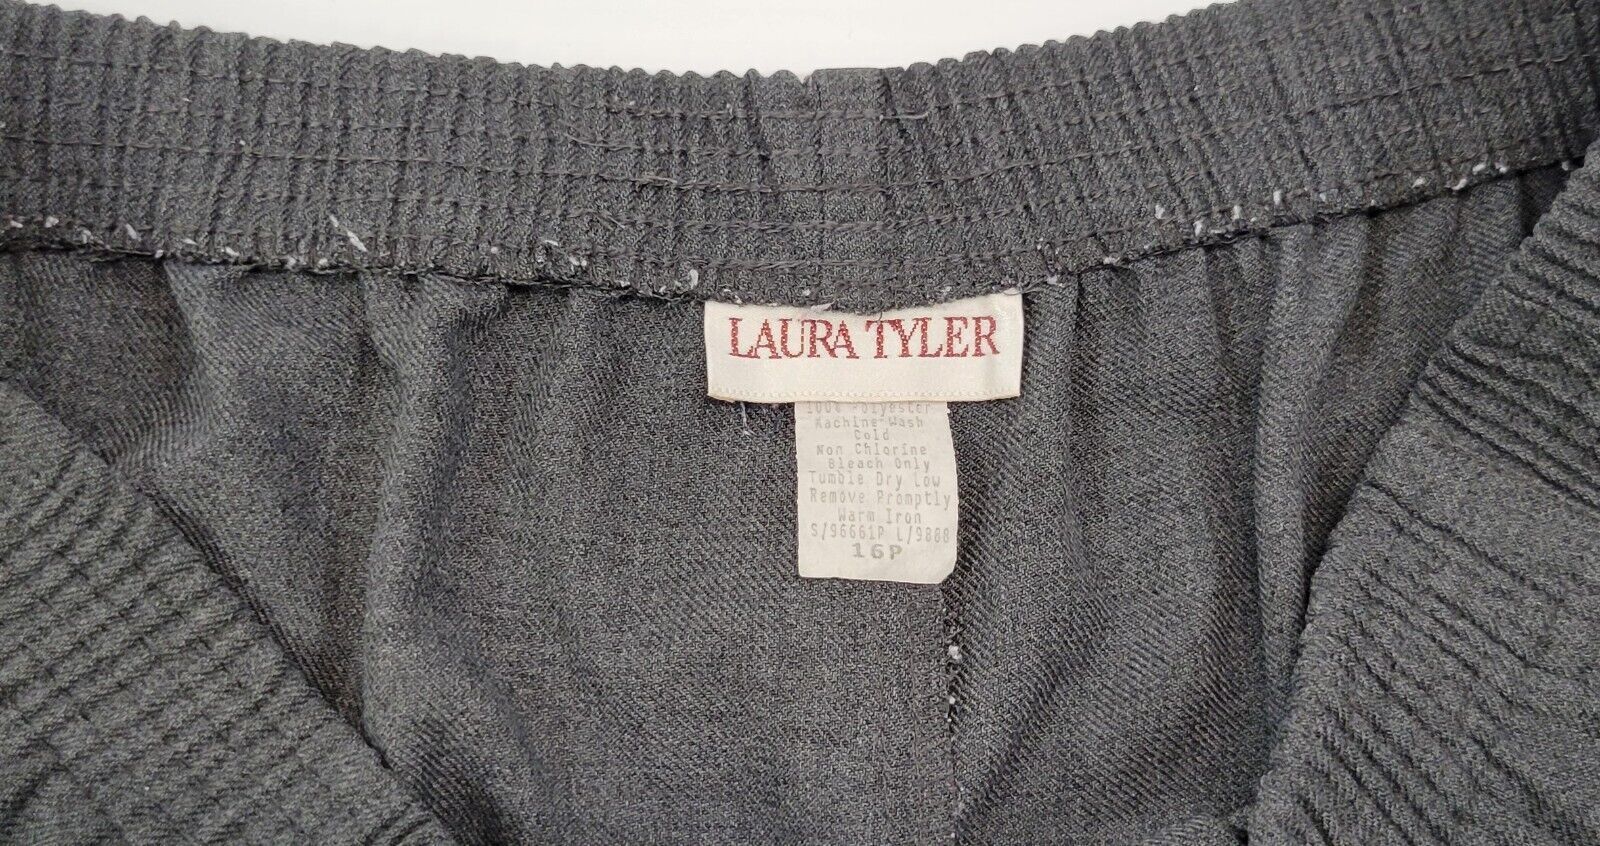 LAURA TYLER
100% Polyester
Machine Wash
Cold
Non Chlorine
Bleach Only
Tumble Dry Low
Remove Promptly
Warm Iron
S/96661P L/9888
16P